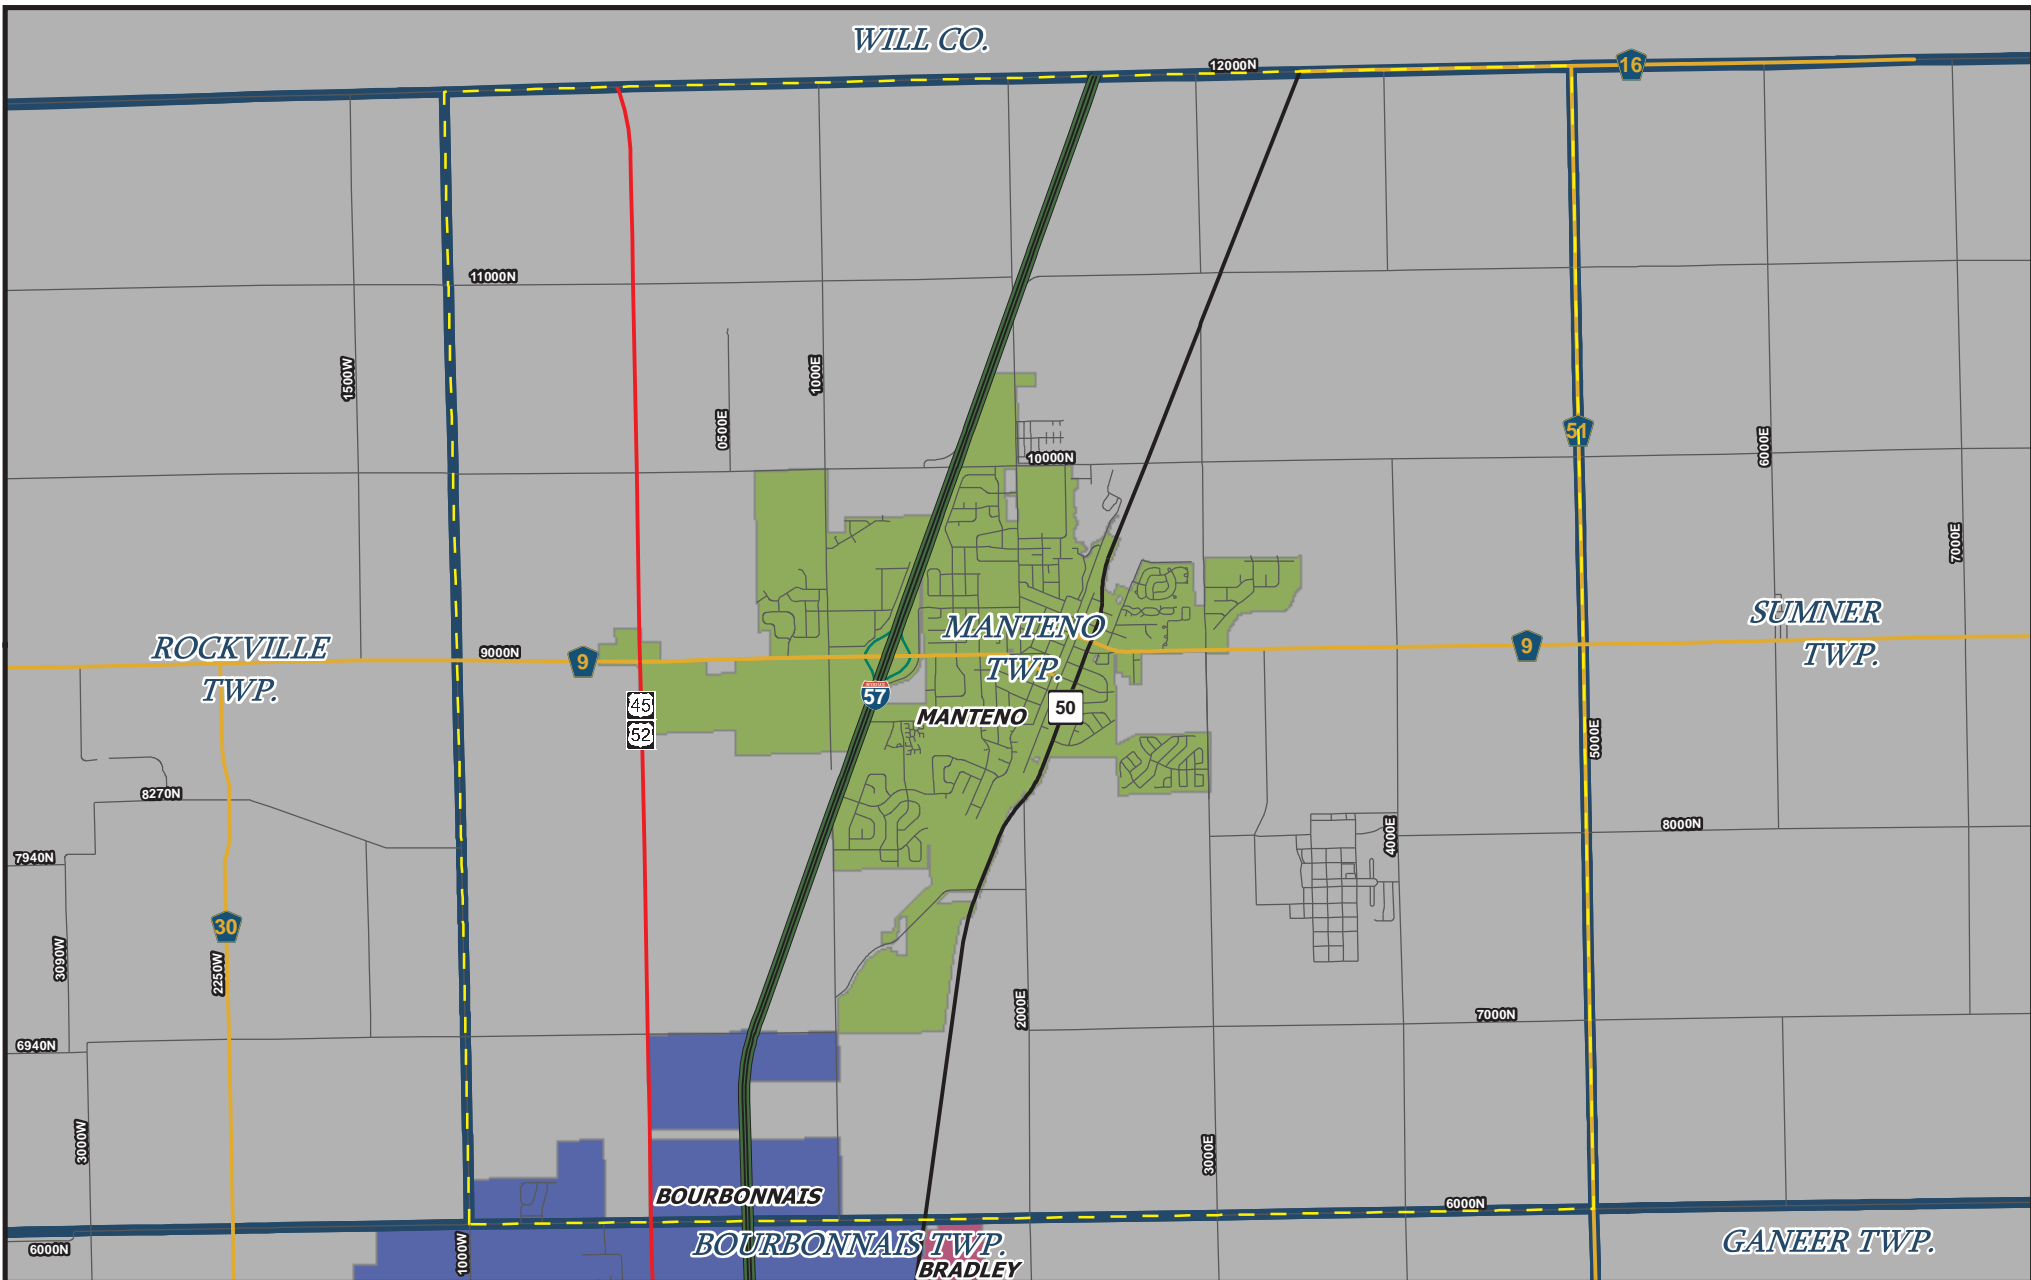 WILL CO.
12000N
16
11000N
1500W
1000E
0500E
51
6000E
10000N
7000E
MANTENO
TWP.
SUMNER
TWP.
ROCKVILLE
TWP.
9000N
9
9
57
45
52
MANTENO
50
5000E
8270N
8000N
4000E
7940N
30
3090W
2250W
2000E
7000N
6940N
3000W
3000E
BOURBONNAIS
6000N
6000N
1000W
BOURBONNAIS TWP.
GANEER TWP.
BRADLEY